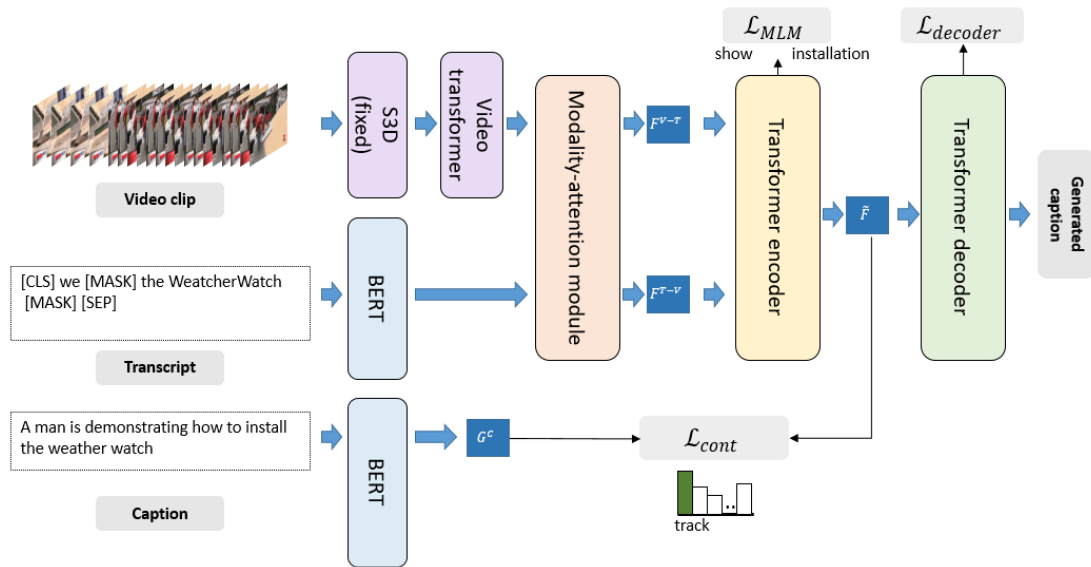 ℒ_MLM
ℒ_decoder
show
installation
S3D
(fixed)
Video
transformer
Modality-attention module
F^{V-T}
Transformer encoder
Transformer decoder
Video clip
Generated
caption
F̃
[CLS] we [MASK] the WeatcherWatch
[MASK] [SEP]
BERT
F^{T-V}
Transcript
A man is demonstrating how to install
the weather watch
BERT
G^C
ℒ_cont
Caption
track